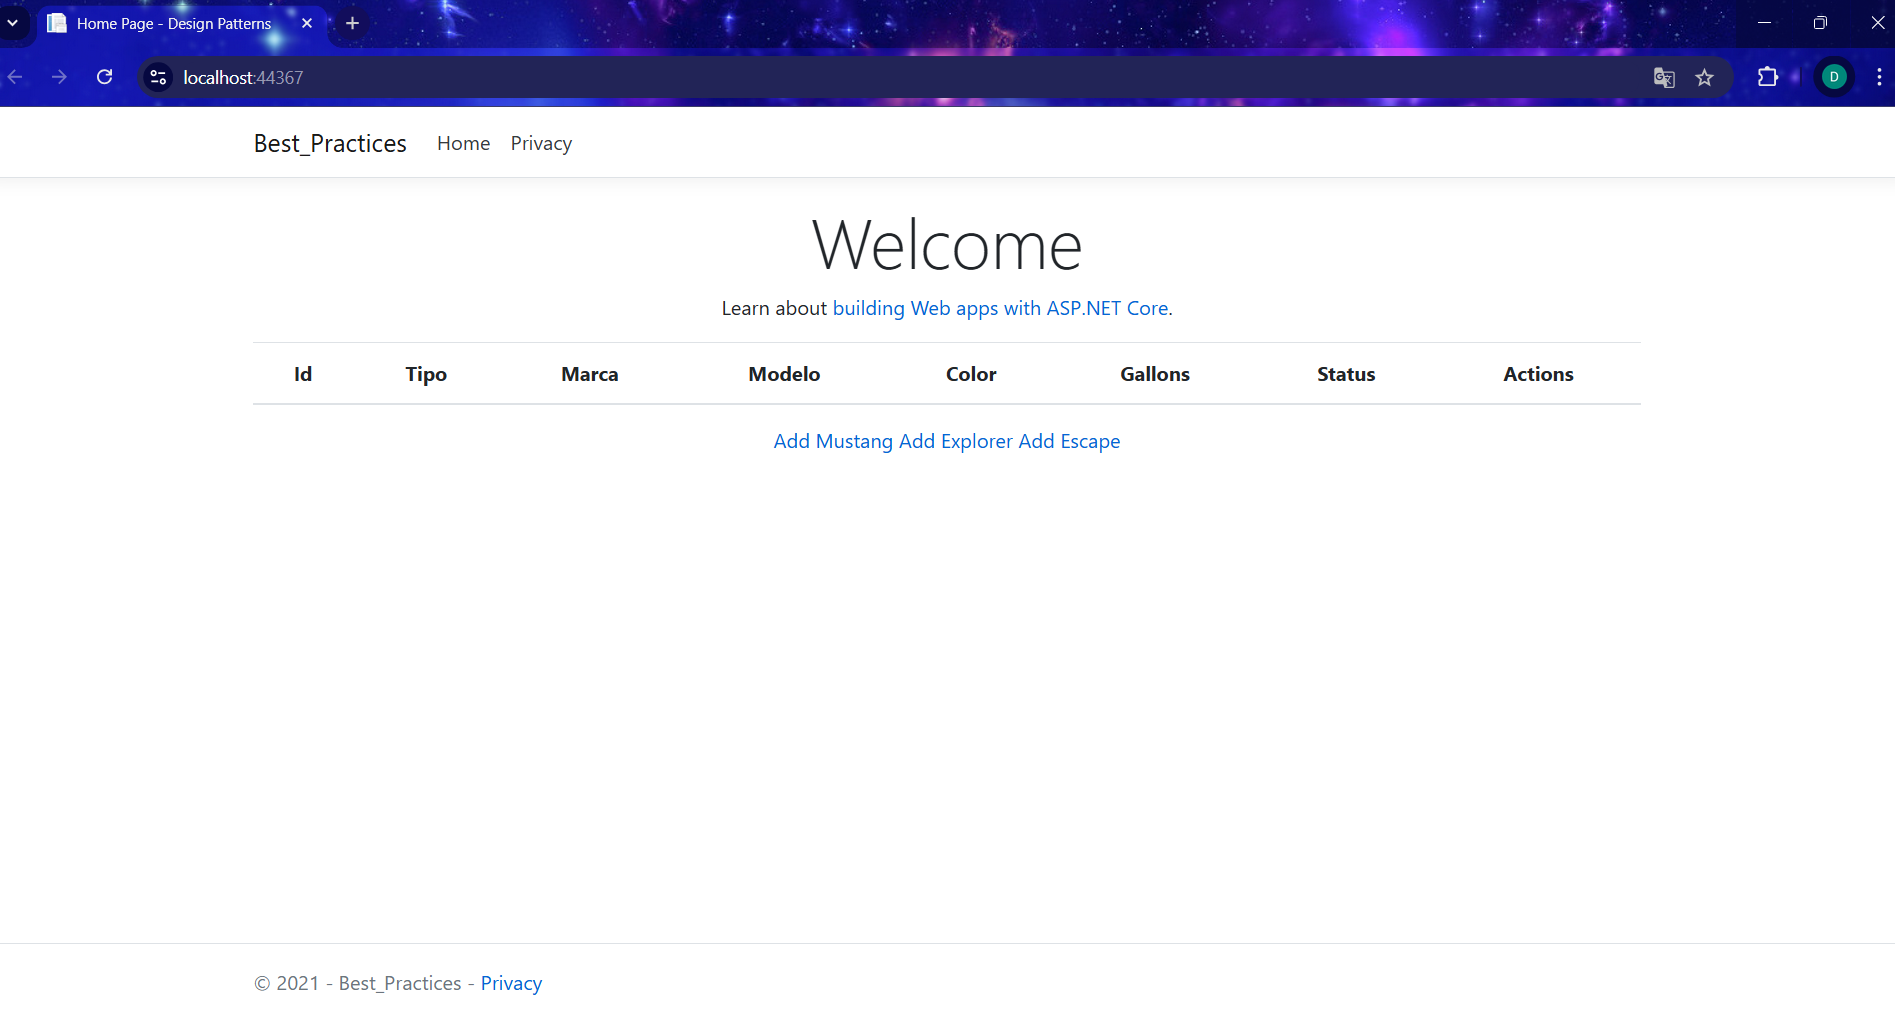 Home Page - Design Patterns
localhost:44367
D
Best_Practices Home Privacy
Welcome
Learn about building Web apps with ASP.NET Core.
Id Tipo Marca Modelo Color Gallons Status Actions
Add Mustang Add Explorer Add Escape
© 2021 - Best_Practices - Privacy